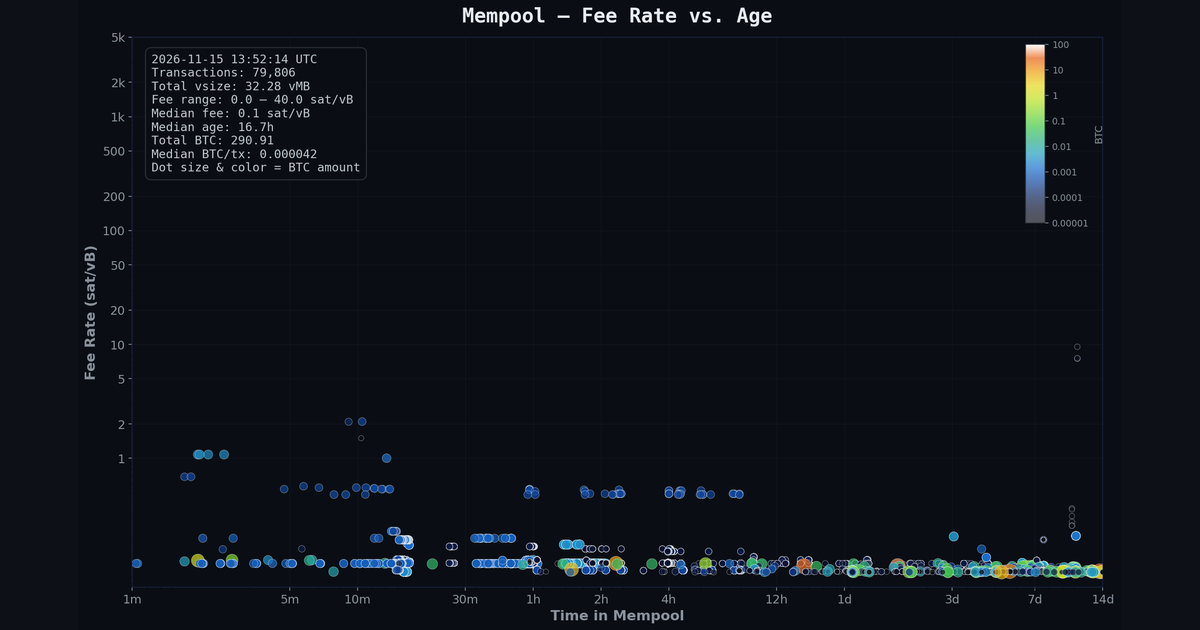 Mempool — Fee Rate vs. Age
2026-11-15 13:52:14 UTC
Transactions: 79,806
Total vsize: 32.28 vMB
Fee range: 0.0 — 40.0 sat/vB
Median fee: 0.1 sat/vB
Median age: 16.7h
Total BTC: 290.91
Median BTC/tx: 0.000042
Dot size & color = BTC amount
100
10
1
0.1
0.01
0.001
0.0001
0.00001
BTC
5k
2k
1k
500
200
100
50
20
10
5
2
1
Fee Rate (sat/vB)
1m
5m
10m
30m
1h
2h
4h
12h
1d
3d
7d
14d
Time in Mempool